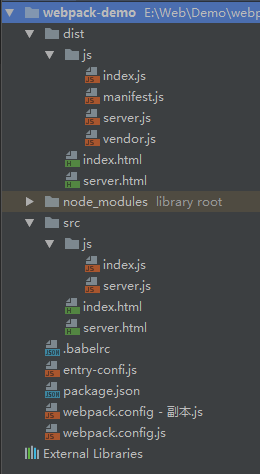 webpack-demo E:\Web\Demo\webp
dist
js
index.js
manifest.js
server.js
vendor.js
index.html
server.html
node_modules library root
src
js
index.js
server.js
index.html
server.html
.babelrc
entry-confi.js
package.json
webpack.config - 副本.js
webpack.config.js
External Libraries